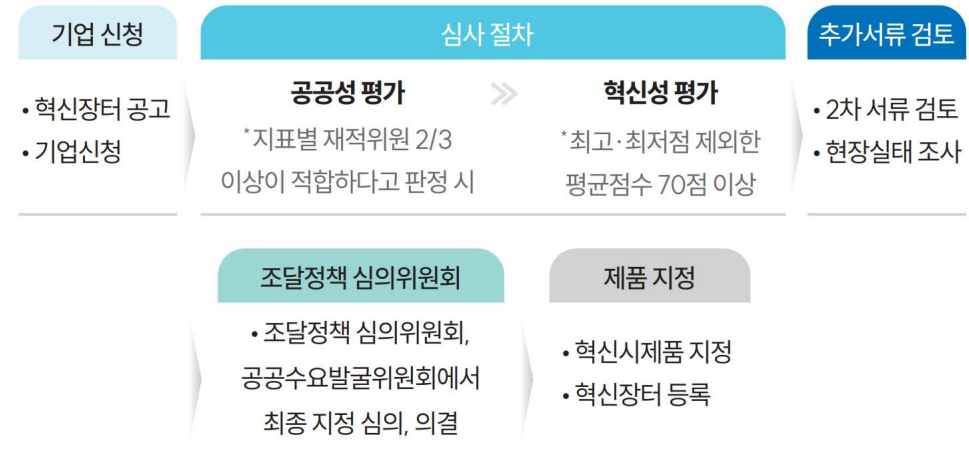 기업 신청
• 혁신장터 공고
• 기업신청
심사 절차
공공성 평가
*지표별 재적위원 2/3
이상이 적합하다고 판정 시
혁신성 평가
*최고·최저점 제외한
평균점수 70점 이상
추가서류 검토
• 2차 서류 검토
• 현장실태 조사
조달정책 심의위원회
• 조달정책 심의위원회,
공공수요발굴위원회에서
최종 지정 심의, 의결
제품 지정
• 혁신시제품 지정
• 혁신장터 등록